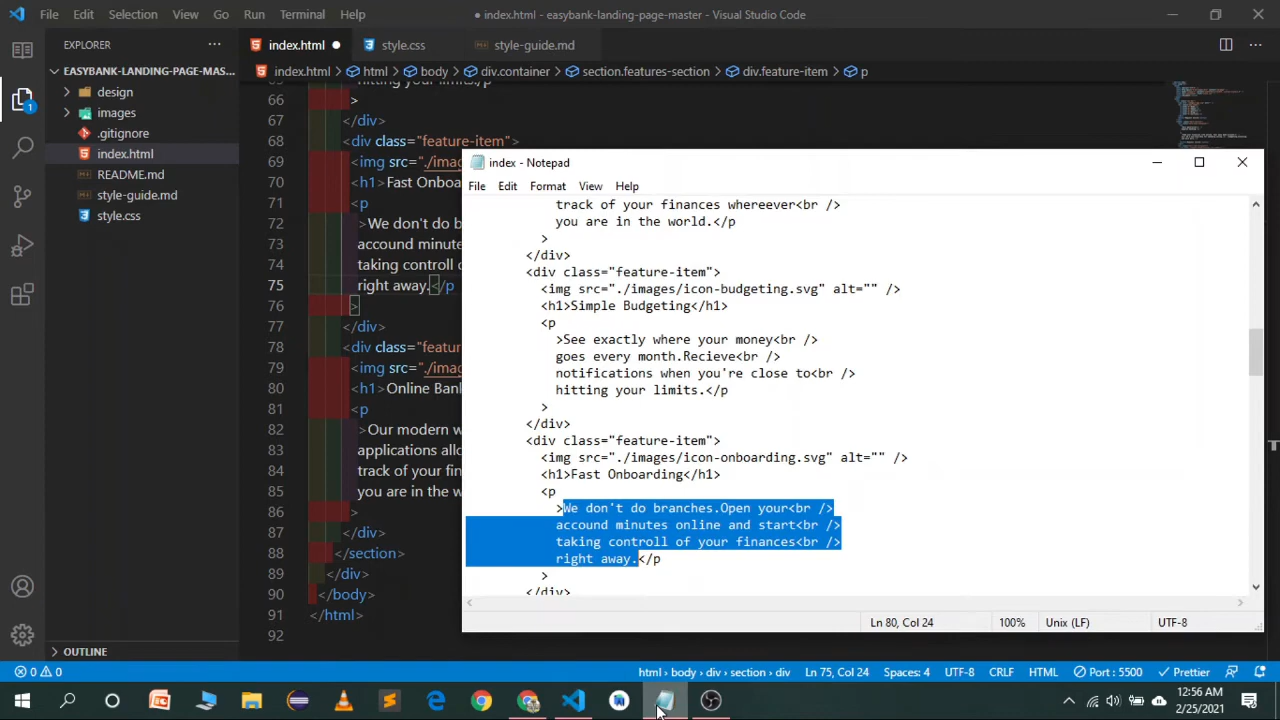 File Edit Selection View Go Run Terminal Help
index.html - easybank-landing-page-master - Visual Studio Code
EXPLORER
index.html
style.css
style-guide.md
EASYBANK-LANDING-PAGE-MAS...
index.html > html > body > div.container > section.features-section > div.feature-item > p
design
images
.gitignore
index.html
README.md
style-guide.md
style.css
hitting your limits.</p
66 >
67 </div>
68 <div class="feature-item">
69 <img src="./imag
70 <h1>Fast Onboa
71 <p
72 >We don't do b
73 accound minute
74 taking controll
75 right away.</p
76 >
77 </div>
78 <div class="featur
79 <img src="./imag
80 <h1>Online Bank
81 <p
82 >Our modern w
83 applications allo
84 track of your fin
85 you are in the w
86 >
87 </div>
88 </section>
89 </div>
90 </body>
91 </html>
92
index - Notepad
File Edit Format View Help
track of your finances whereever<br />
you are in the world.</p
>
</div>
<div class="feature-item">
<img src="./images/icon-budgeting.svg" alt="" />
<h1>Simple Budgeting</h1>
<p
>See exactly where your money<br />
goes every month.Recieve<br />
notifications when you're close to<br />
hitting your limits.</p
>
</div>
<div class="feature-item">
<img src="./images/icon-onboarding.svg" alt="" />
<h1>Fast Onboarding</h1>
<p
>We don't do branches.Open your<br />
accound minutes online and start<br />
taking controll of your finances<br />
right away.</p
>
</div>
Ln 80, Col 24 100% Unix (LF) UTF-8
OUTLINE
0 0
html > body > div > section > div Ln 75, Col 24 Spaces: 4 UTF-8 CRLF HTML Port : 5500 Prettier
12:56 AM
2/25/2021